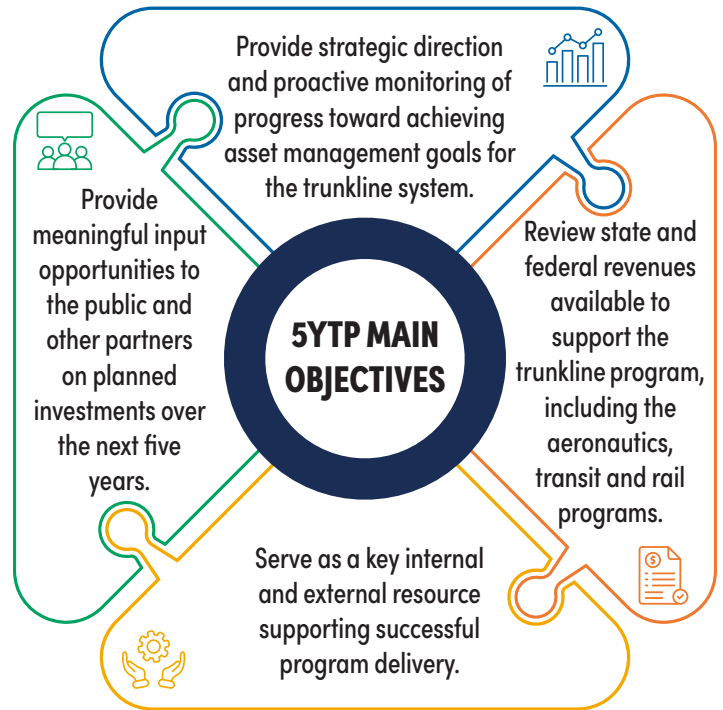 Provide strategic direction
and proactive monitoring of
progress toward achieving
asset management goals for
the trunkline system.
Provide
meaningful input
opportunities to
the public and
other partners
on planned
investments over
the next five
years.
5YTP MAIN
OBJECTIVES
Review state and
federal revenues
available to
support the
trunkline program,
including the
aeronautics,
transit and rail
programs.
Serve as a key internal
and external resource
supporting successful
program delivery.
$